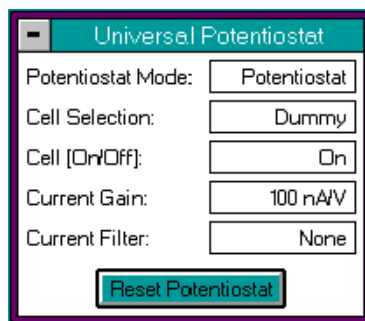 Universal Potentiostat
Potentiostat Mode: Potentiostat
Cell Selection: Dummy
Cell [On/Off]: On
Current Gain: 100 nA/V
Current Filter: None
Reset Potentiostat